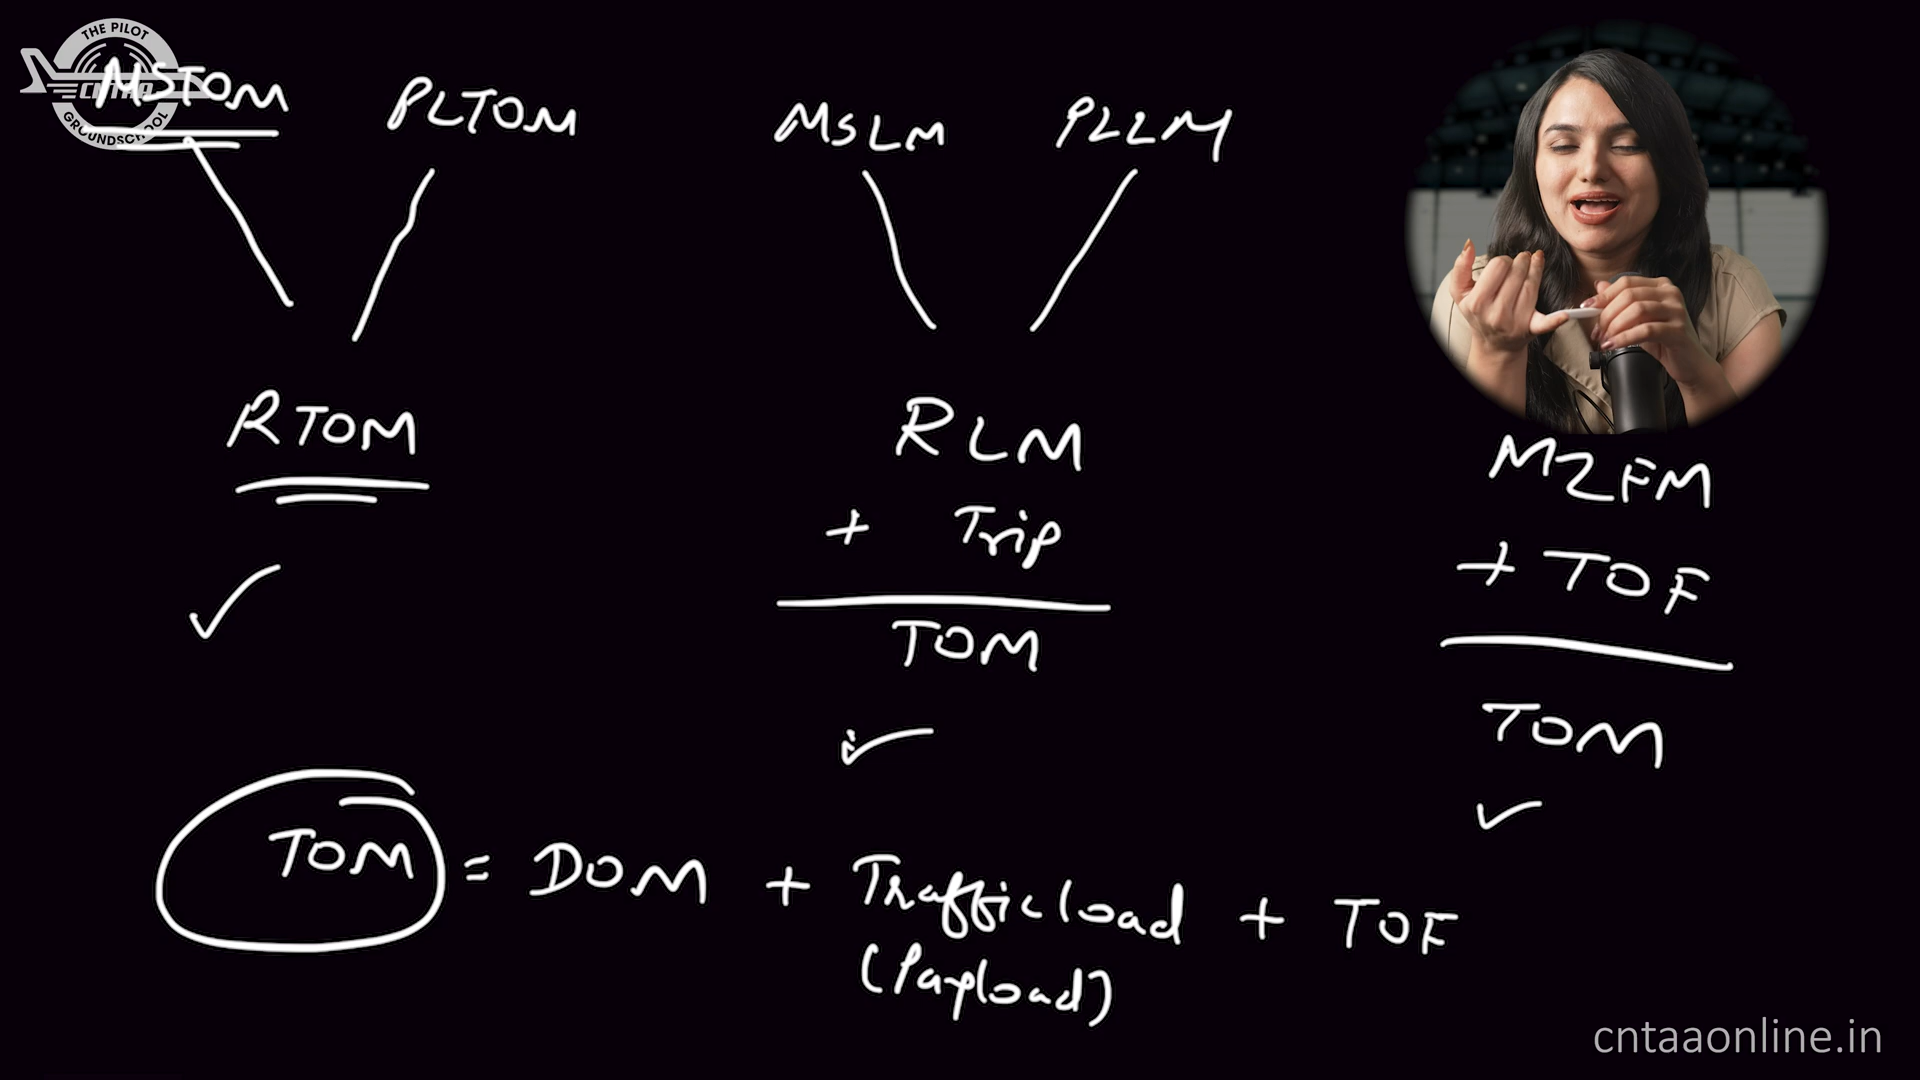 THE PILOT
CNTAA
GROUNDSCHOOL
MSTOM PLTOM MSLM PLLM
RTOM RLM MZFM
+ Trip + TOF
TOM TOM
TOM = DOM + Trafficload + TOF
(Payload)
cntaaonline.in